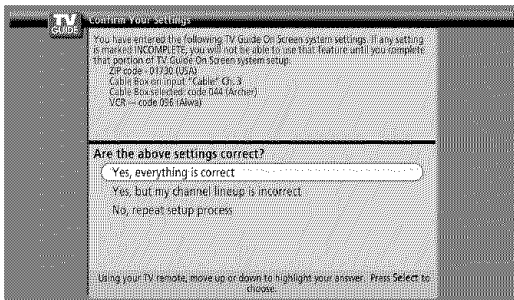 TV
GUIDE
Confirm Your Settings
You have entered the following TV Guide On Screen system settings. If any setting
is marked INCOMPLETE, you will not be able to use that feature until you complete
that portion of TV Guide On Screen system setup:
ZIP code - 01730 (USA)
Cable Box on input "Cable" Ch. 3
Cable Box selected: code 044 (Archer)
VCR — code 096 (Aiwa)
Are the above settings correct?
Yes, everything is correct
Yes, but my channel lineup is incorrect
No, repeat setup process
Using your TV remote, move up or down to highlight your answer. Press Select to
choose.